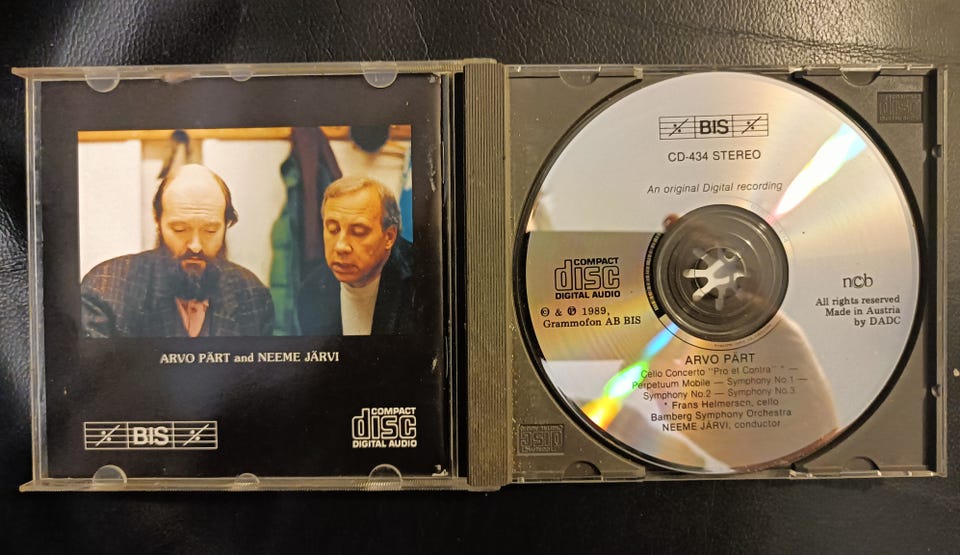 ARVO PÄRT and NEEME JÄRVI
BIS
COMPACT
disc
DIGITAL AUDIO
BIS
CD-434 STEREO
An original Digital recording
COMPACT
disc
DIGITAL AUDIO
© & ℗ 1989,
Grammofon AB BIS
ncb
All rights reserved
Made in Austria
by DADC
ARVO PÄRT
Cello Concerto "Pro et Contra" * —
Perpetuum Mobile — Symphony No.1 —
Symphony No.2 — Symphony No.3
* Frans Helmerson, cello
Bamberg Symphony Orchestra
NEEME JÄRVI, conductor